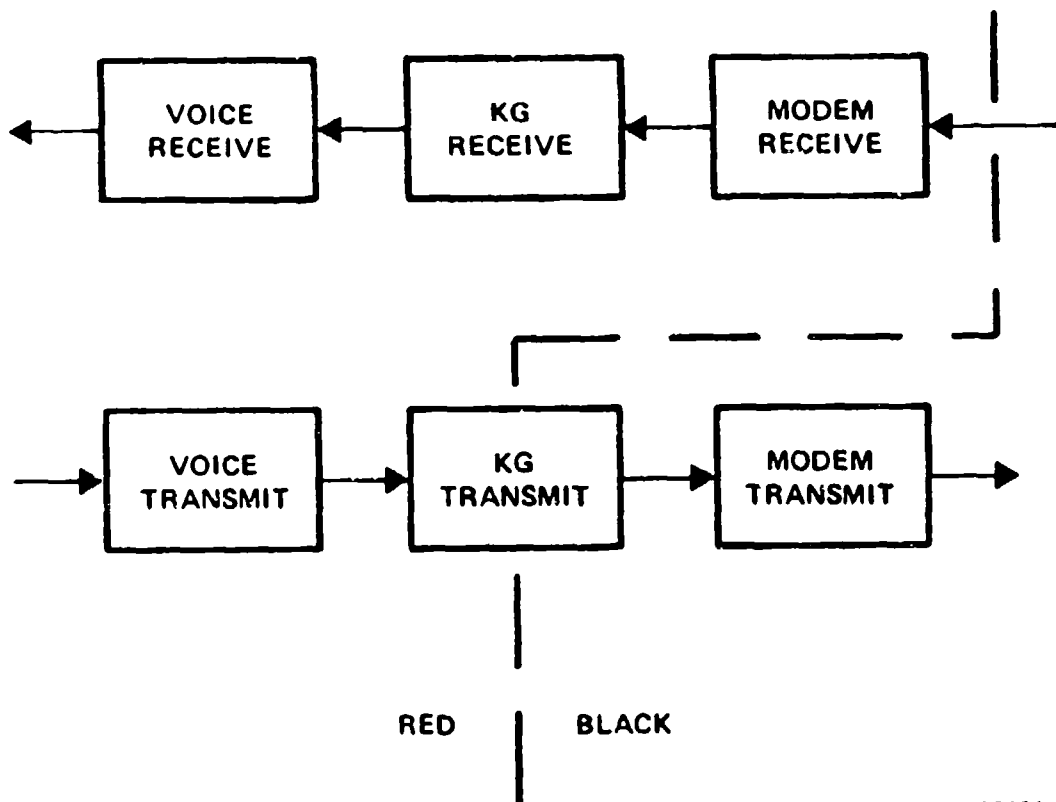 VOICE
RECEIVE
KG
RECEIVE
MODEM
RECEIVE
VOICE
TRANSMIT
KG
TRANSMIT
MODEM
TRANSMIT
RED
BLACK